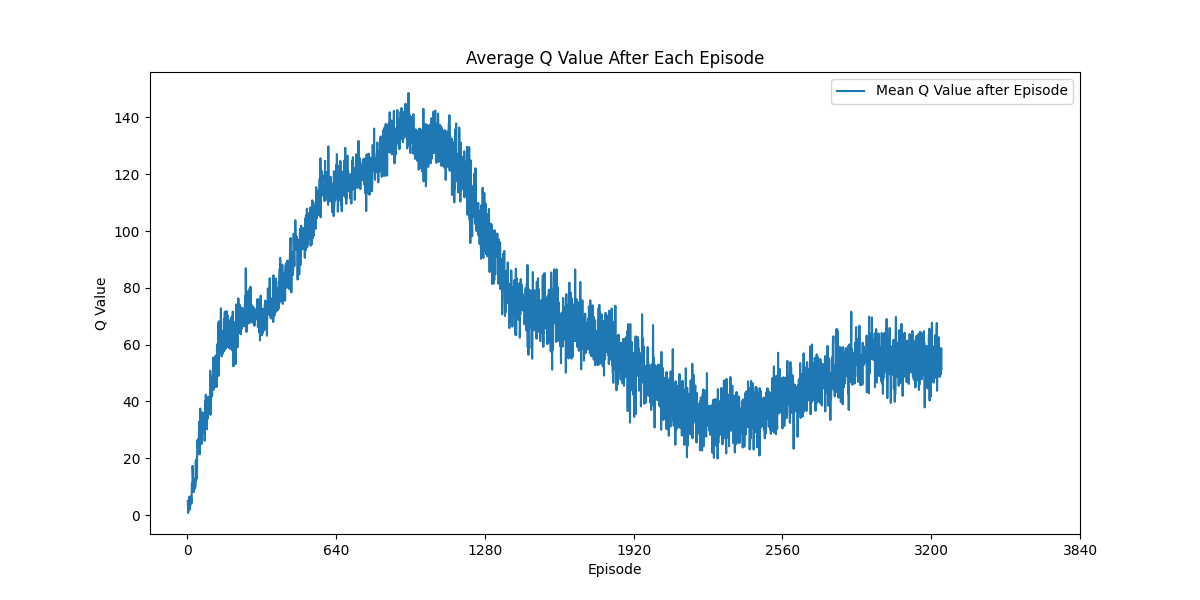 Average Q Value After Each Episode
Mean Q Value after Episode
140
120
100
80
60
40
20
0
Q Value
0 640 1280 1920 2560 3200 3840
Episode